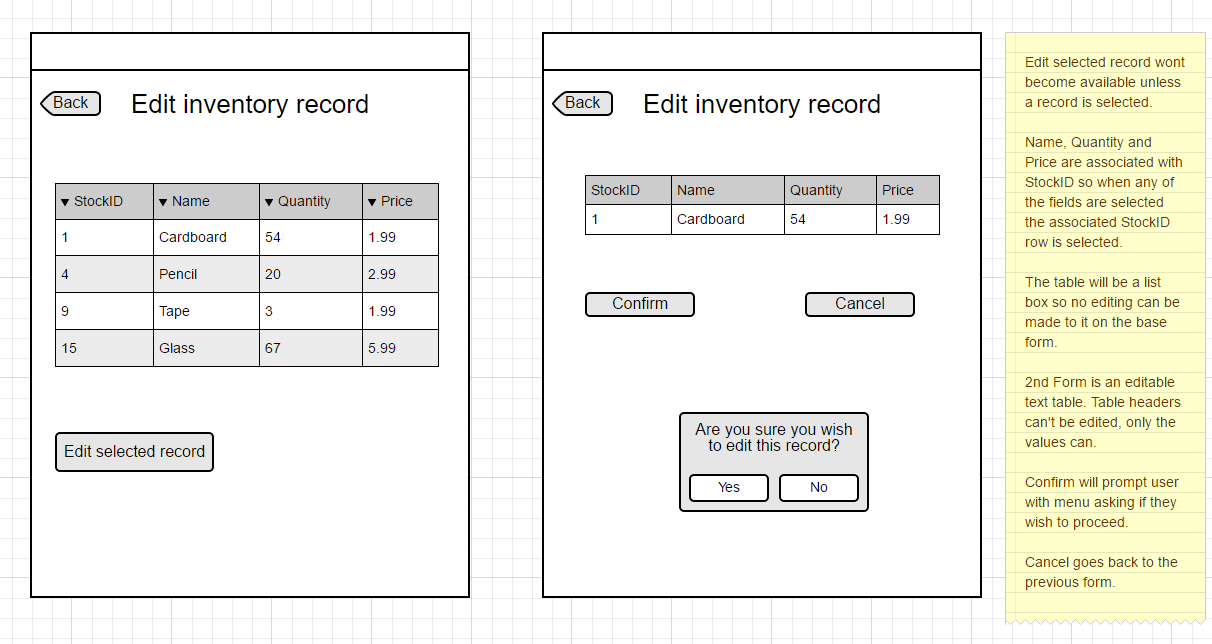 Back
Edit inventory record
▼ StockID ▼ Name ▼ Quantity ▼ Price
1 Cardboard 54 1.99
4 Pencil 20 2.99
9 Tape 3 1.99
15 Glass 67 5.99
Edit selected record
Back
Edit inventory record
StockID Name Quantity Price
1 Cardboard 54 1.99
Confirm
Cancel
Are you sure you wish
to edit this record?
Yes
No
Edit selected record wont
become available unless
a record is selected.
Name, Quantity and
Price are associated with
StockID so when any of
the fields are selected
the associated StockID
row is selected.
The table will be a list
box so no editing can be
made to it on the base
form.
2nd Form is an editable
text table. Table headers
can't be edited, only the
values can.
Confirm will prompt user
with menu asking if they
wish to proceed.
Cancel goes back to the
previous form.